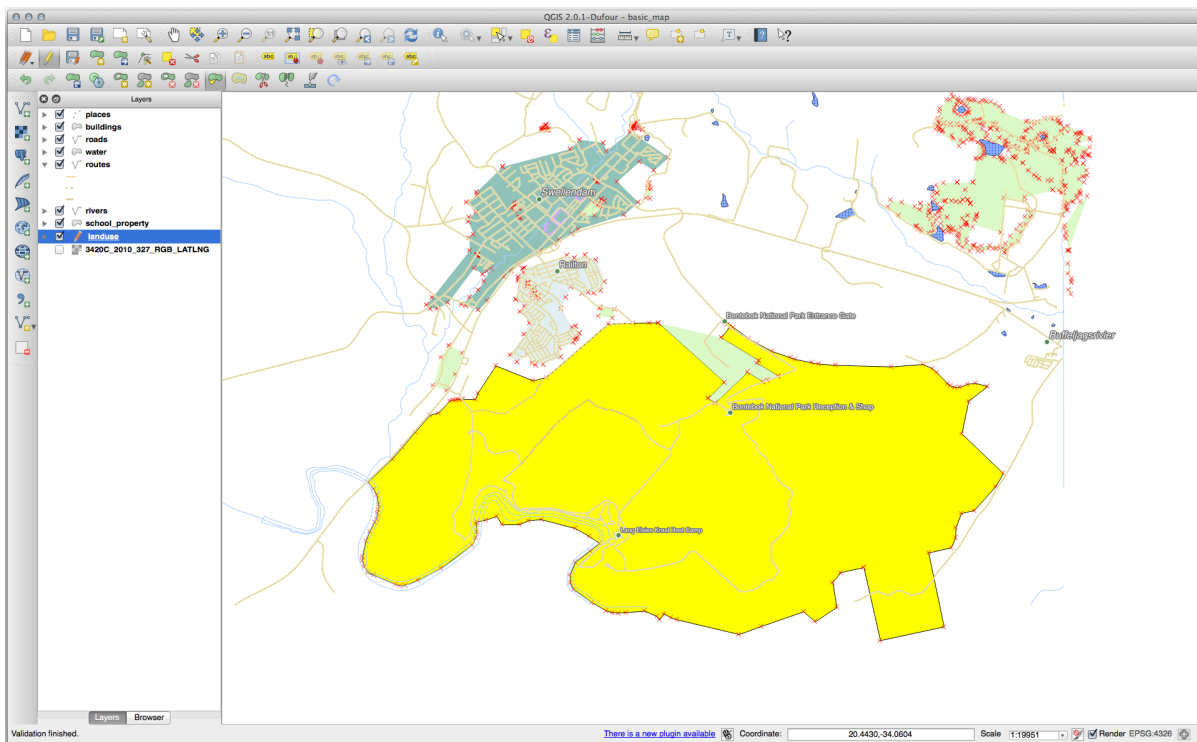 QGIS 2.0.1-Dufour - basic_map
Layers
places
buildings
roads
water
routes
rivers
school_property
landuse
3420C_2010_327_RGB_LATLNG
Swellendam
Railton
Bontebok National Park Entrance Gate
Buffeljagsrivier
Bontebok National Park Reception & Shop
Lang Elsies Kraal Rest Camp
Layers Browser
Validation finished.
There is a new plugin available Coordinate: 20.4430,-34.0604 Scale 1:19951 Render EPSG:4326